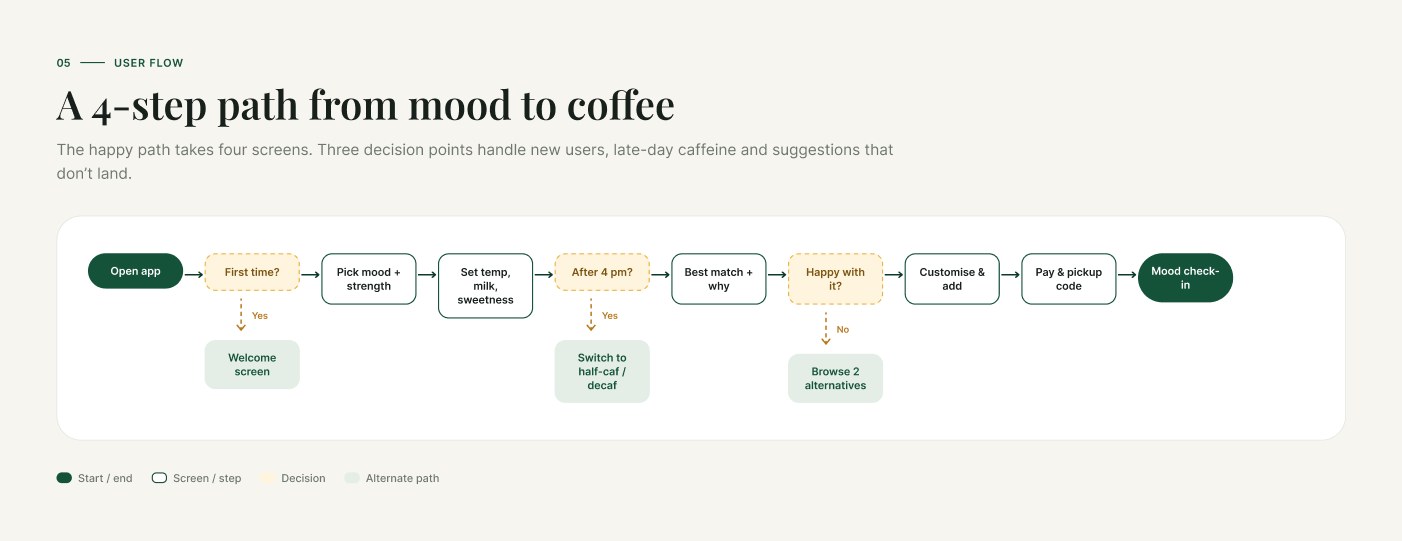 05 — USER FLOW
A 4-step path from mood to coffee
The happy path takes four screens. Three decision points handle new users, late-day caffeine and suggestions that
don’t land.
Open app
First time?
Pick mood +
strength
Set temp,
milk,
sweetness
After 4 pm?
Best match +
why
Happy with
it?
Customise &
add
Pay & pickup
code
Mood check-
in
Yes
Welcome
screen
Yes
Switch to
half-caf /
decaf
No
Browse 2
alternatives
Start / end
Screen / step
Decision
Alternate path